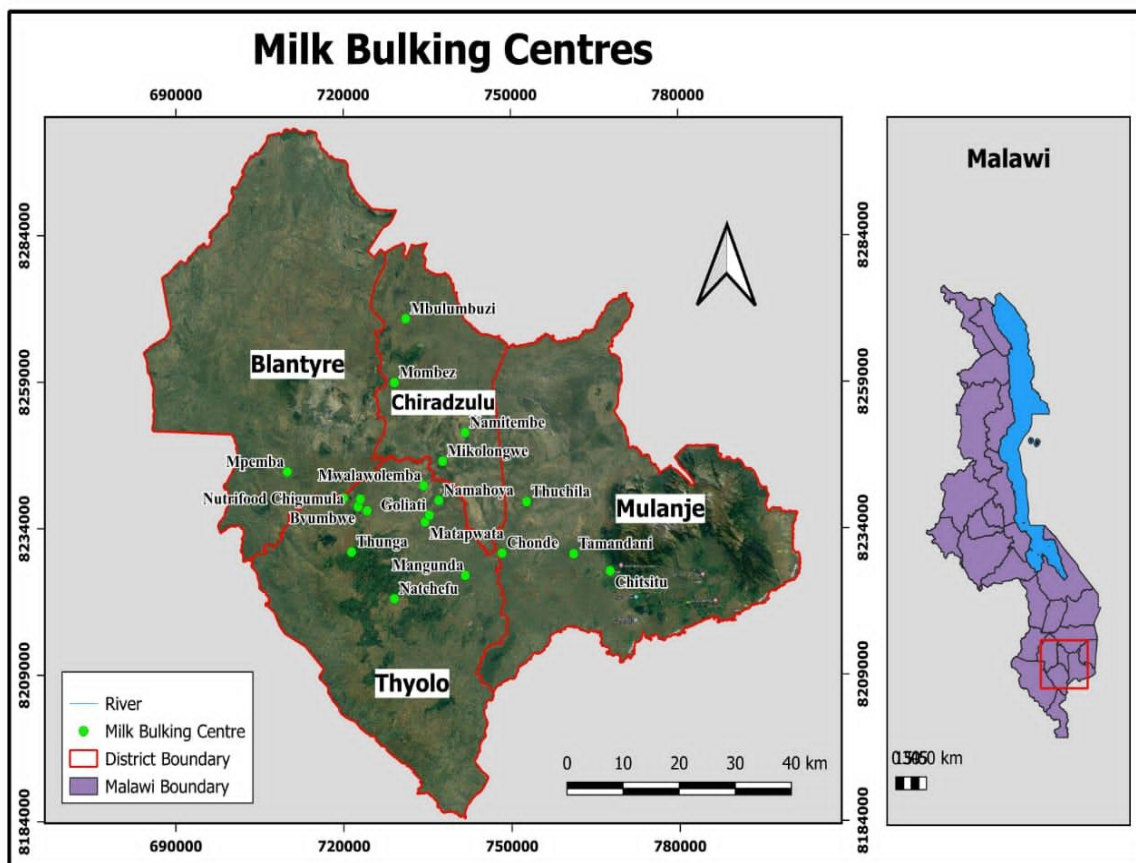 Milk Bulking Centres
690000 720000 750000 780000
Malawi
8284000 8284000
Mbulumbuzi
Blantyre
8259000 Mombez 8259000
Chiradzulu
Namitembe
Mikolongwe
Mpemba Mwalawolemba
Nutrifood Chigumula Goliati Namahoya Thuchila
Mulanje
Bvumbwe
8234000 Matapwata 8234000
Thunga Chonde Tamandani
Mangunda
Chitsitu
Natchefu
8209000 Thyolo 8209000
River
Milk Bulking Centre
District Boundary
Malawi Boundary
0 10 20 30 40 km
km
8184000 8184000
690000 720000 750000 780000